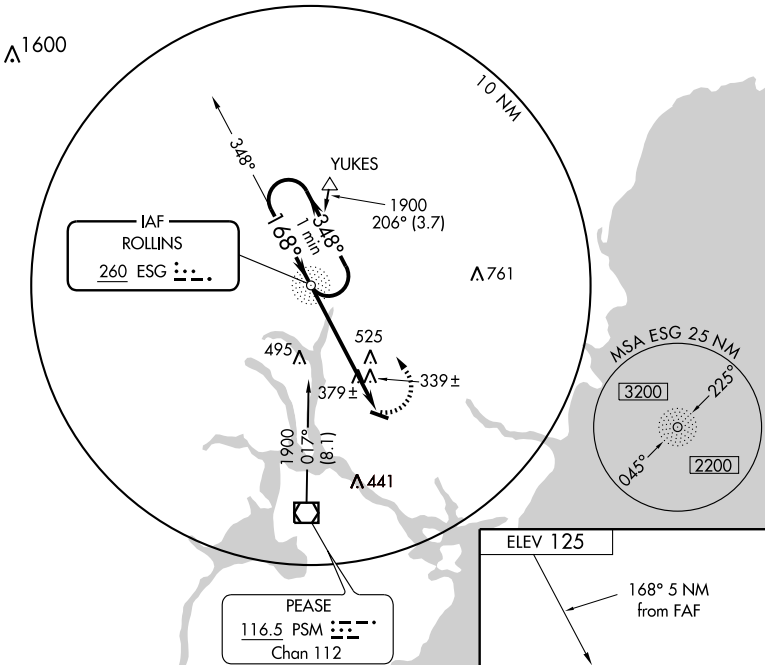 1600
10 NM
348°
YUKES
1900
206° (3.7)
168°
1 min
348°
IAF
ROLLINS
260 ESG
761
525
495
379±
339±
MSA ESG 25 NM
3200
225°
045°
2200
1900
017°
(8.1)
441
ELEV 125
168° 5 NM
from FAF
PEASE
116.5 PSM
Chan 112